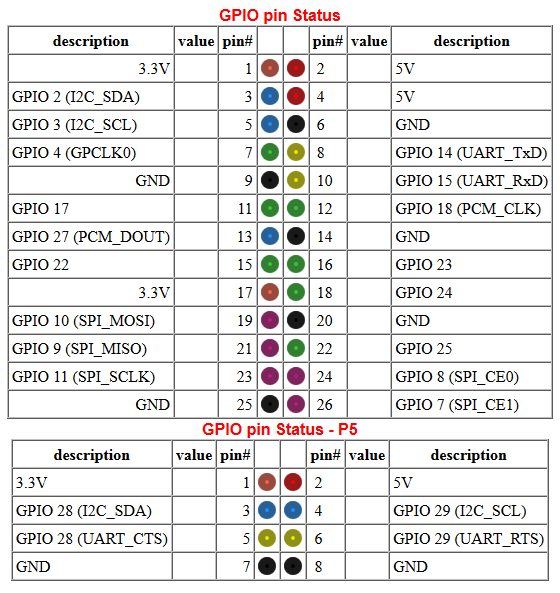 GPIO pin Status
description value pin# pin# value description
3.3V 1 2 5V
GPIO 2 (I2C_SDA) 3 4 5V
GPIO 3 (I2C_SCL) 5 6 GND
GPIO 4 (GPCLK0) 7 8 GPIO 14 (UART_TxD)
GND 9 10 GPIO 15 (UART_RxD)
GPIO 17 11 12 GPIO 18 (PCM_CLK)
GPIO 27 (PCM_DOUT) 13 14 GND
GPIO 22 15 16 GPIO 23
3.3V 17 18 GPIO 24
GPIO 10 (SPI_MOSI) 19 20 GND
GPIO 9 (SPI_MISO) 21 22 GPIO 25
GPIO 11 (SPI_SCLK) 23 24 GPIO 8 (SPI_CE0)
GND 25 26 GPIO 7 (SPI_CE1)
GPIO pin Status - P5
description value pin# pin# value description
3.3V 1 2 5V
GPIO 28 (I2C_SDA) 3 4 GPIO 29 (I2C_SCL)
GPIO 28 (UART_CTS) 5 6 GPIO 29 (UART_RTS)
GND 7 8 GND